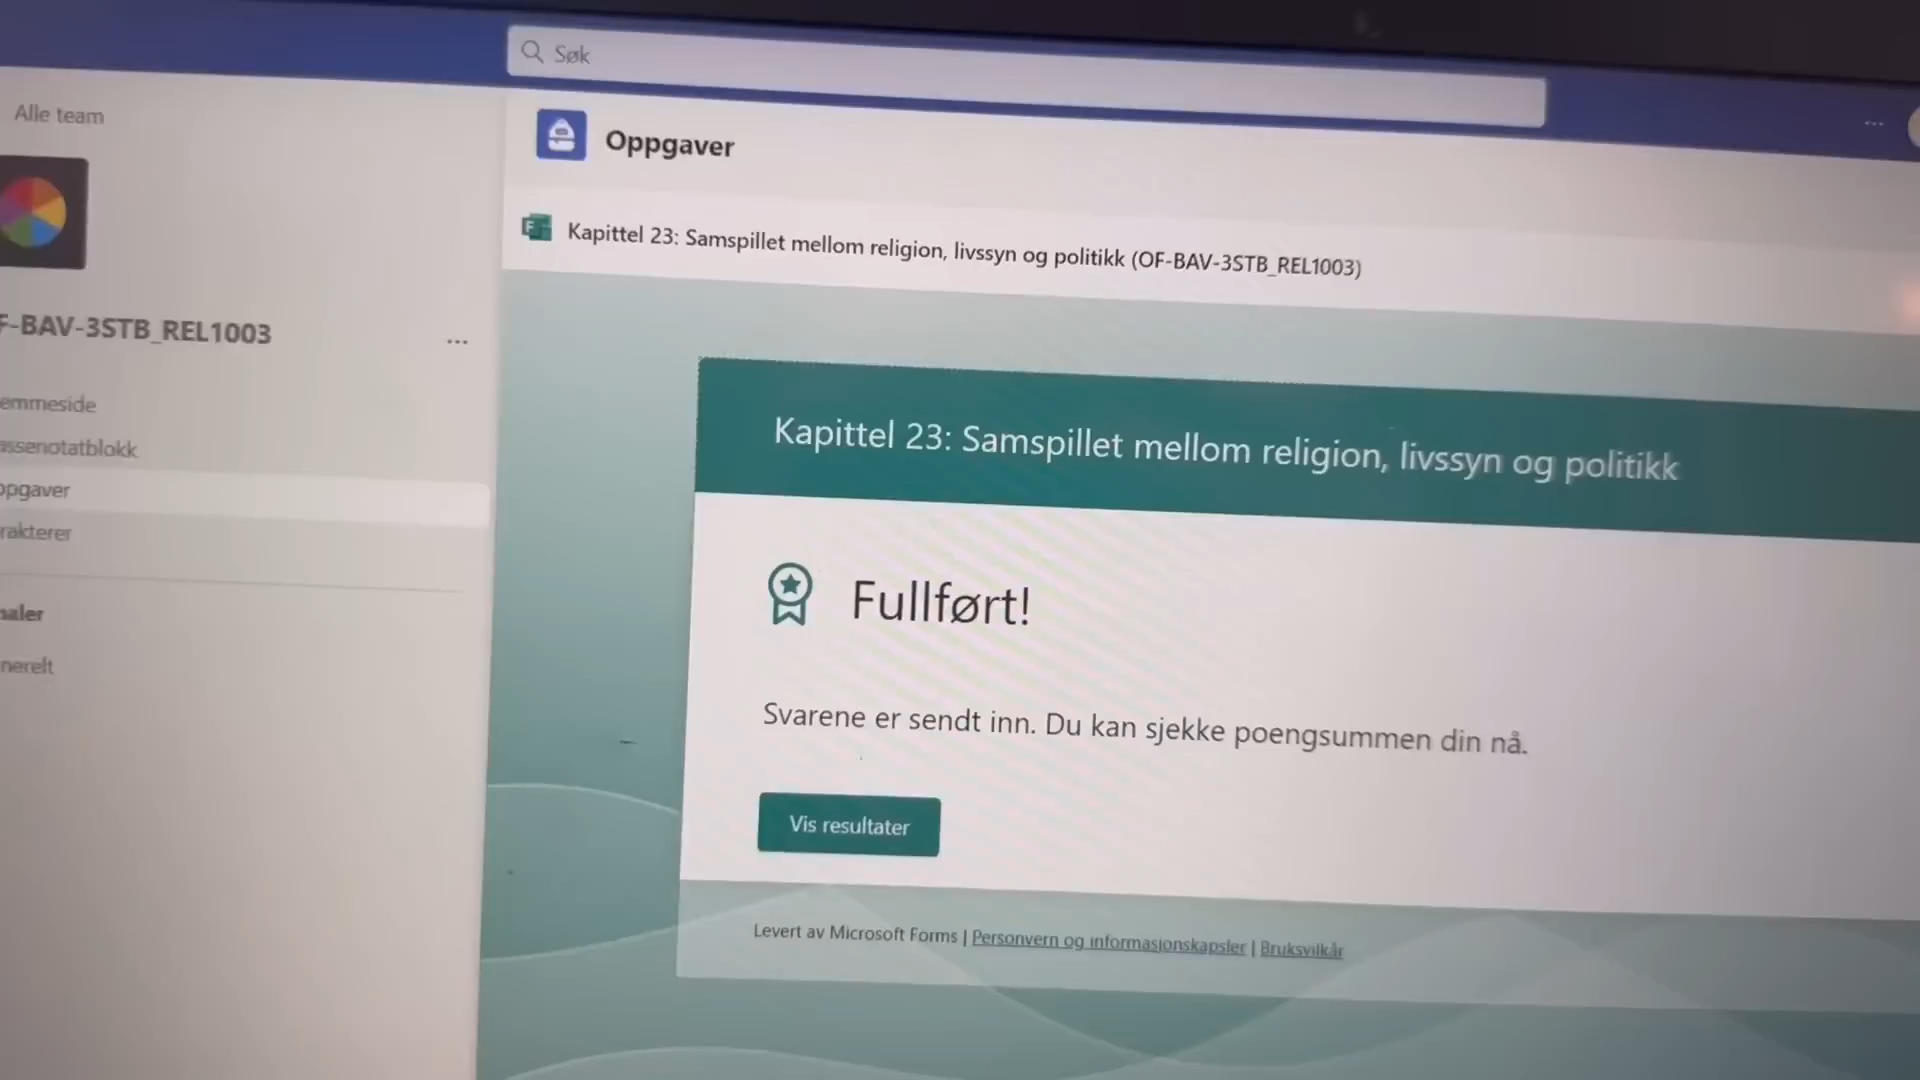 Søk
Alle team
Oppgaver
Kapittel 23: Samspillet mellom religion, livssyn og politikk (OF-BAV-3STB_REL1003)
F-BAV-3STB_REL1003
...
emmeside
assenotatblokk
ppgaver
rakterer
naler
nerelt
Kapittel 23: Samspillet mellom religion, livssyn og politikk
Fullført!
Svarene er sendt inn. Du kan sjekke poengsummen din nå.
Vis resultater
Levert av Microsoft Forms | Personvern og informasjonskapsler | Bruksvilkår